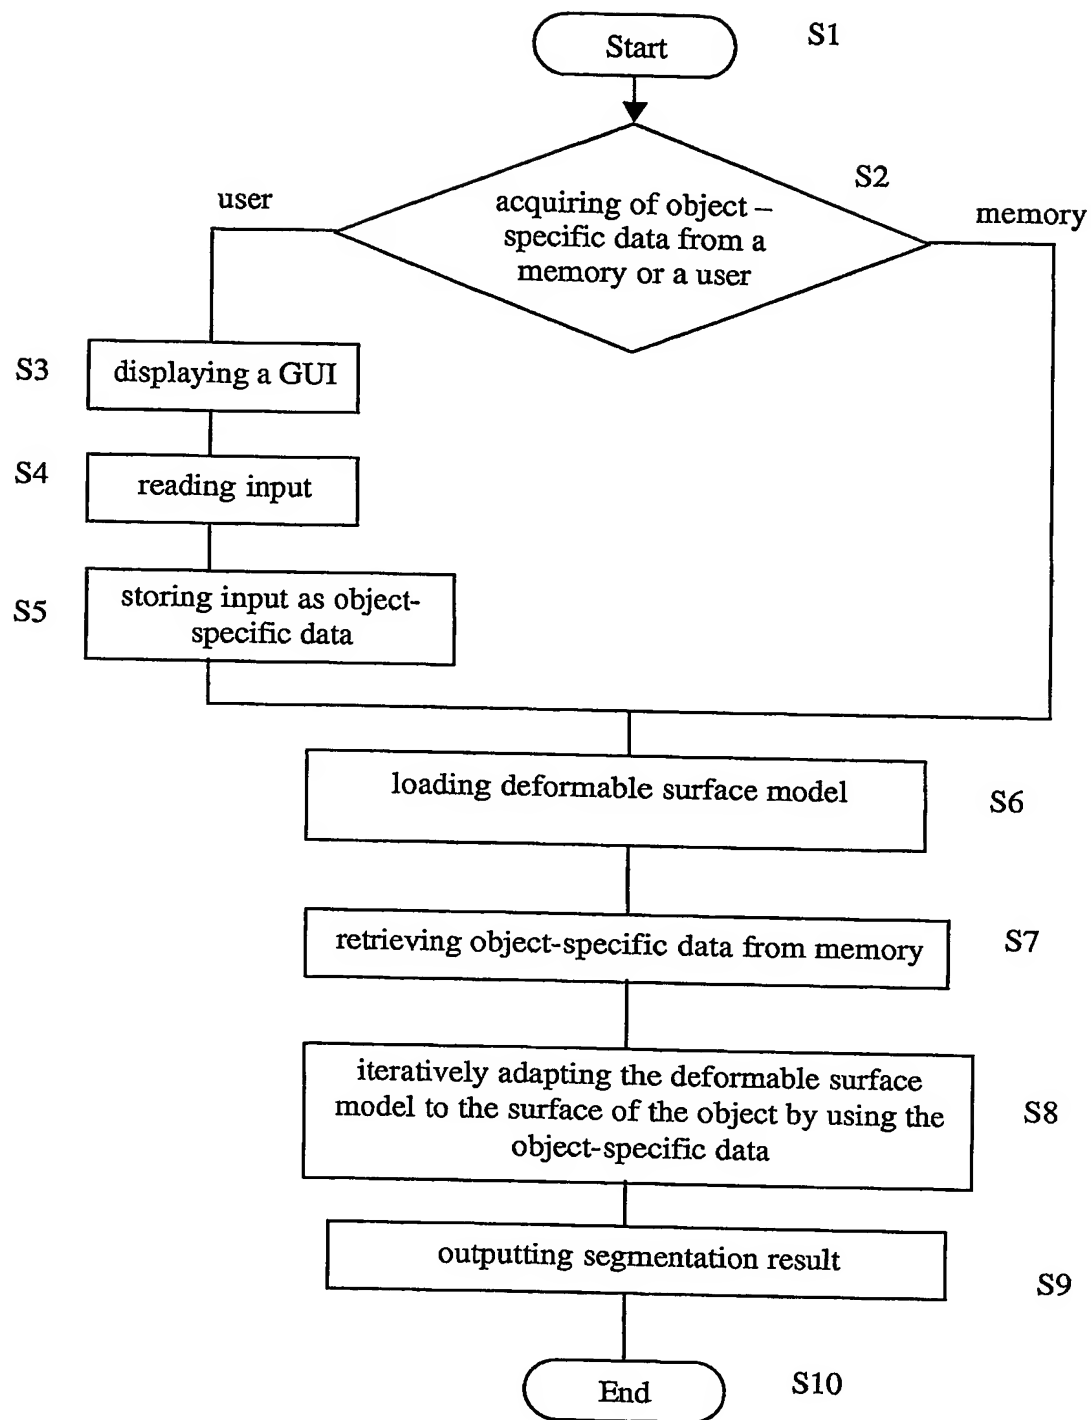 Start
S1
S2
user
memory
acquiring of object –
specific data from a
memory or a user
S3
displaying a GUI
S4
reading input
S5
storing input as object-
specific data
loading deformable surface model
S6
retrieving object-specific data from memory
S7
iteratively adapting the deformable surface
model to the surface of the object by using the
object-specific data
S8
outputting segmentation result
S9
End
S10